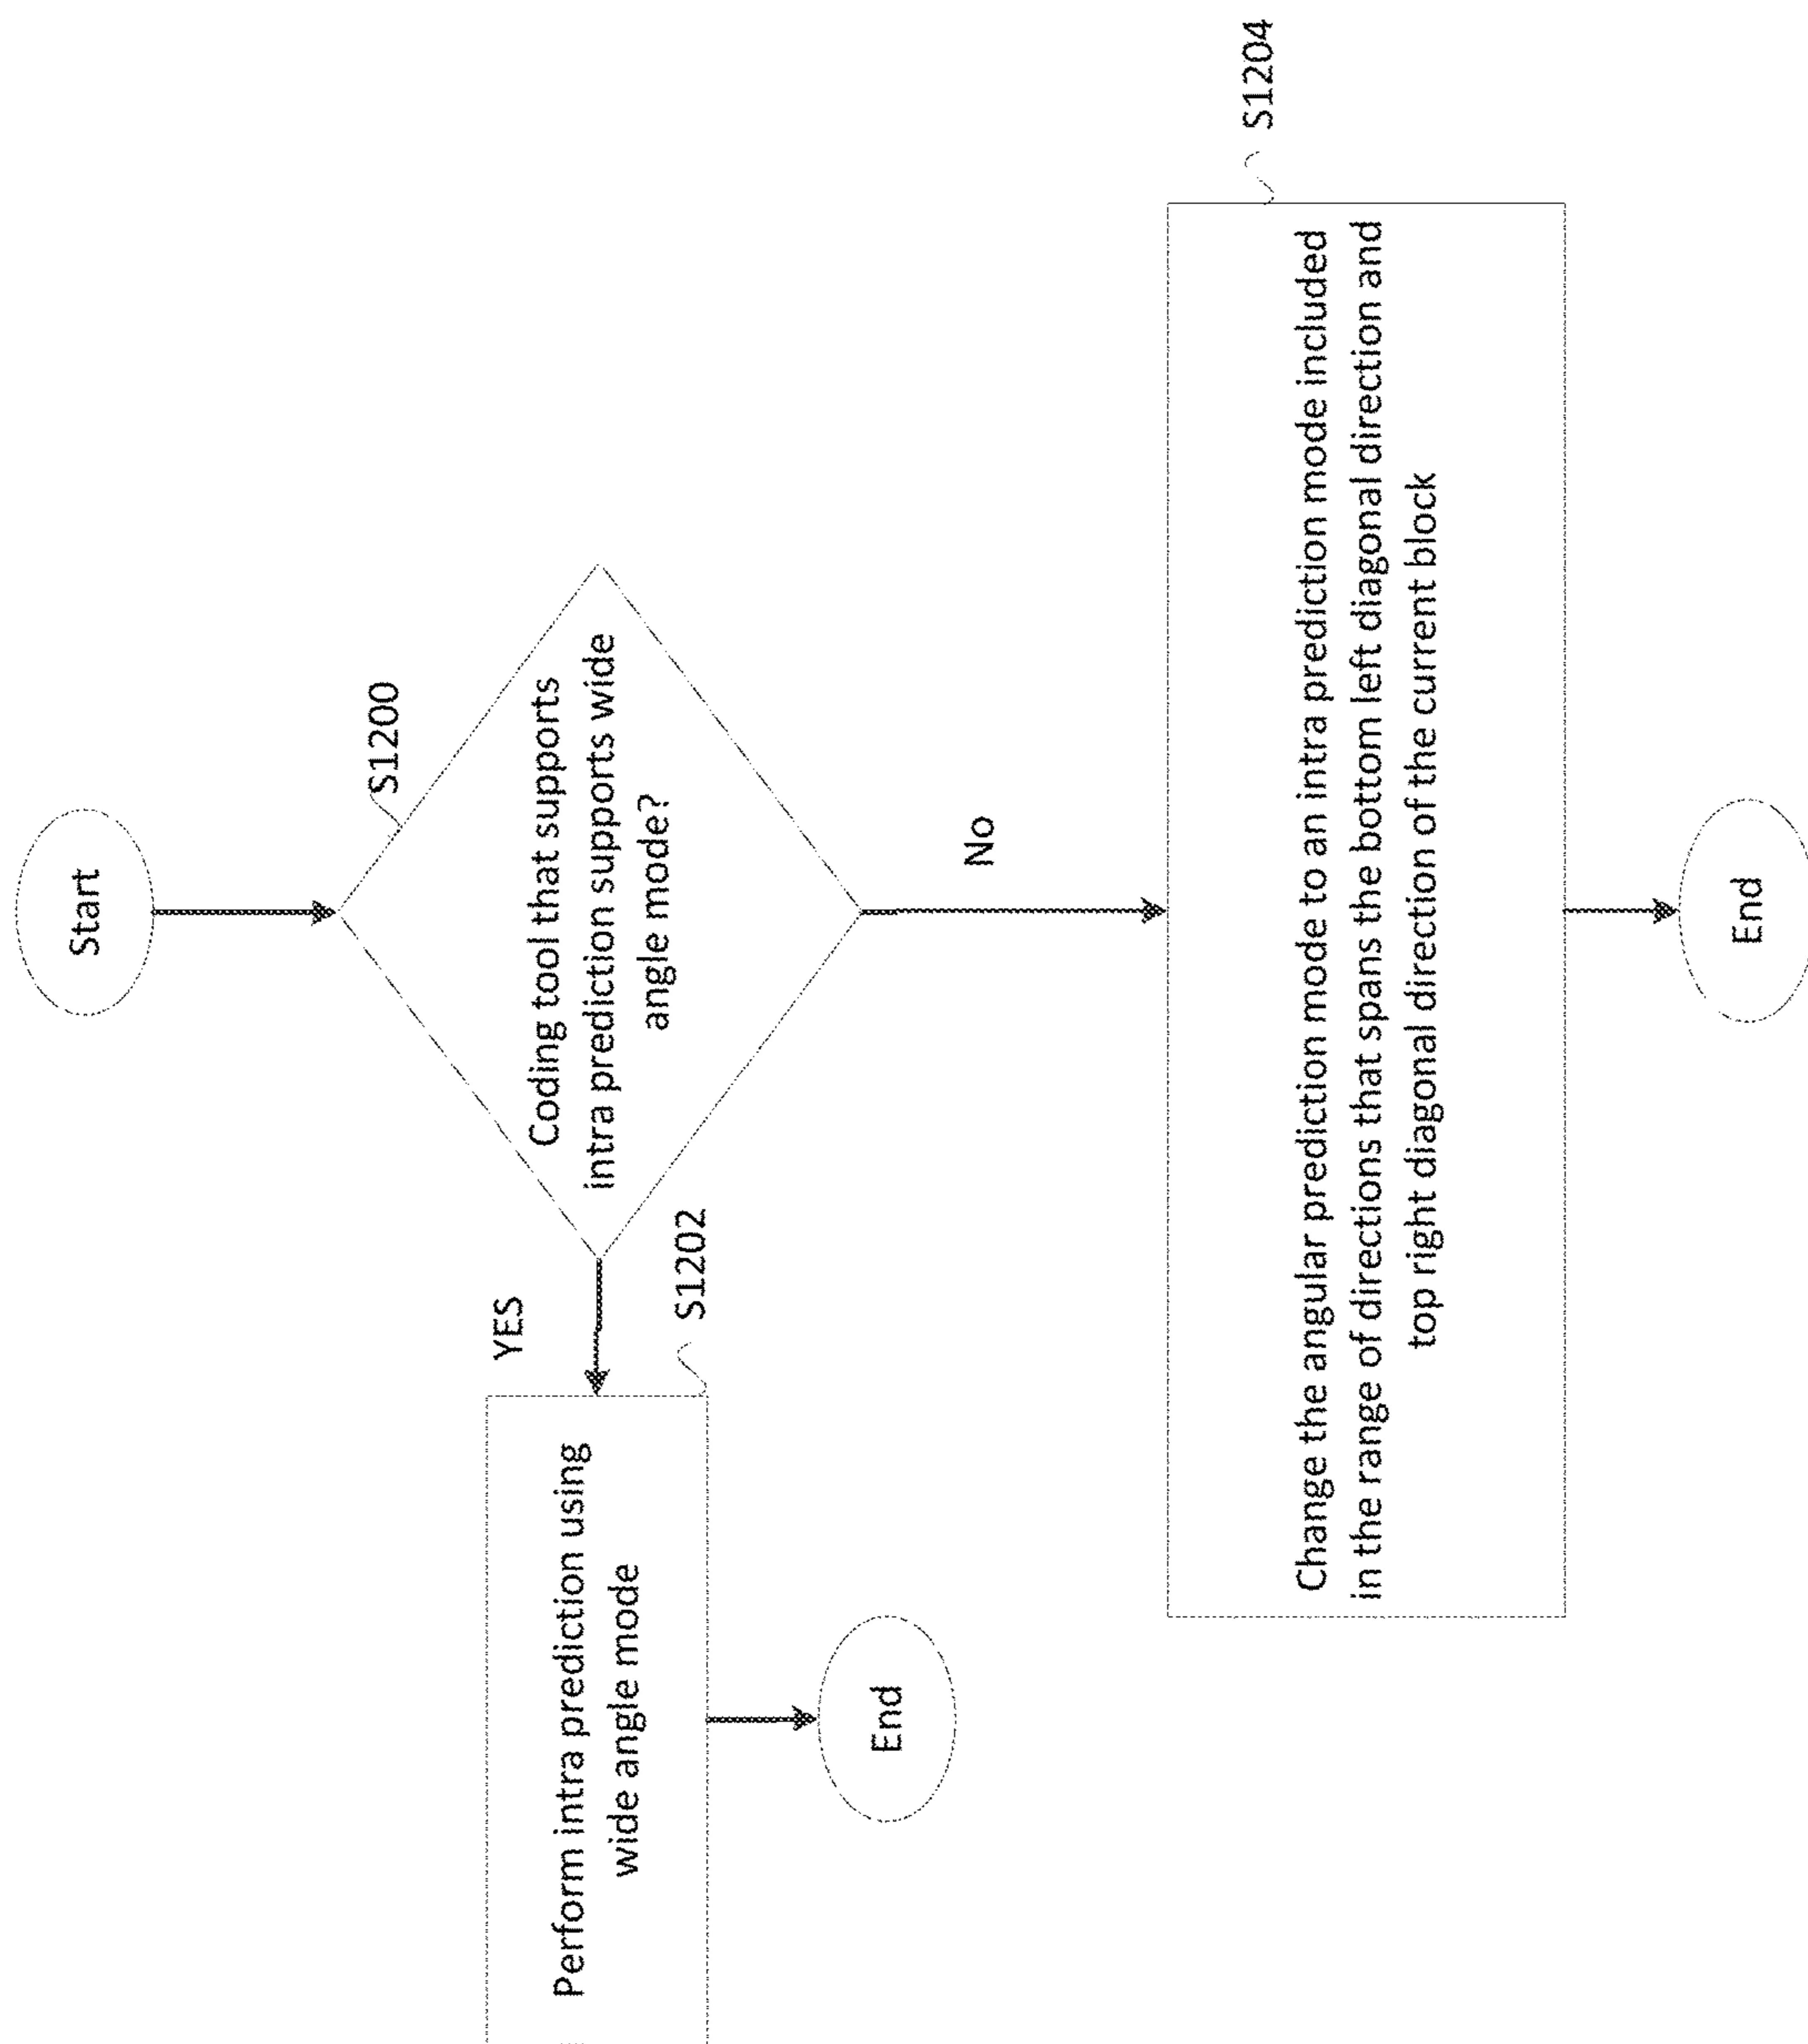 Start
S1200
Coding tool that supports
intra prediction supports wide
angle mode?
YES
S1202
Perform intra prediction using
wide angle mode
End
No
S1204
Change the angular prediction mode to an intra prediction mode included
in the range of directions that spans the bottom left diagonal direction and
top right diagonal direction of the current block
End